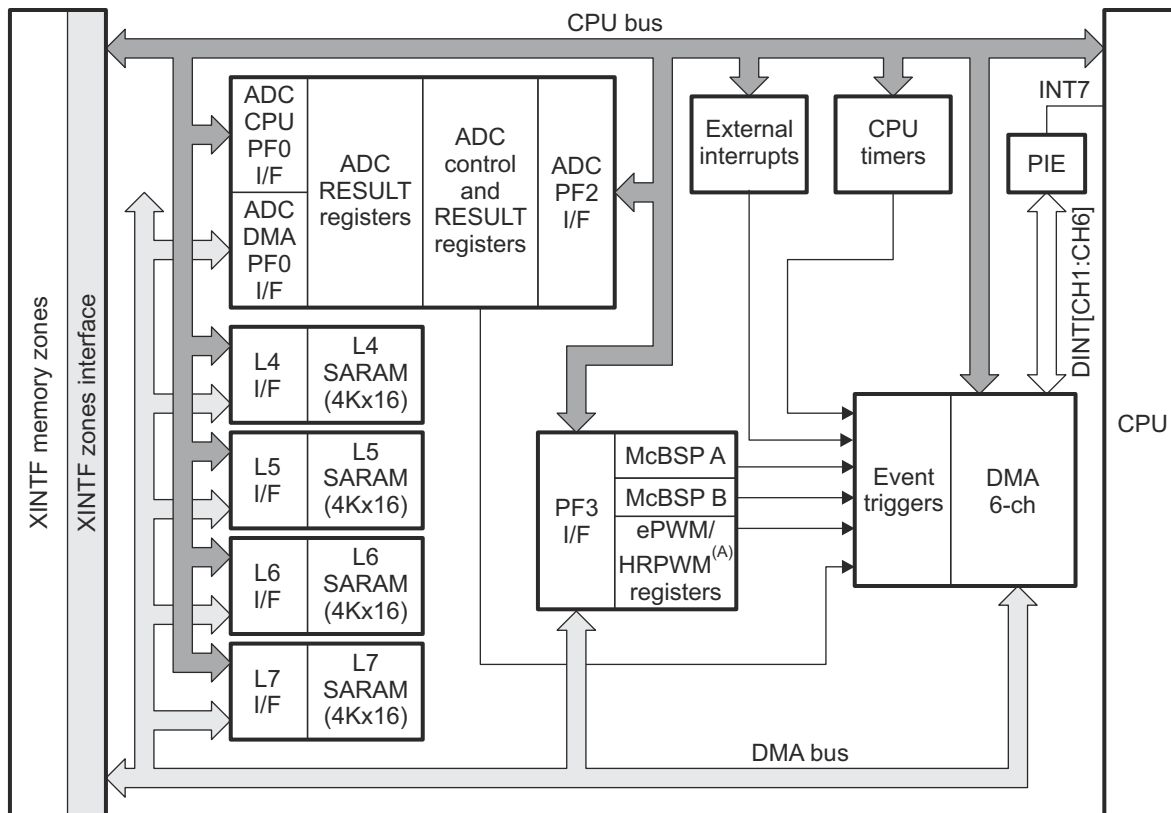 CPU bus
XINTF memory zones
XINTF zones interface
ADC
CPU
PF0
I/F
ADC
DMA
PF0
I/F
ADC
RESULT
registers
ADC
control
and
RESULT
registers
ADC
PF2
I/F
External
interrupts
CPU
timers
INT7
PIE
DINT[CH1:CH6]
CPU
L4
I/F
L4
SARAM
(4Kx16)
L5
I/F
L5
SARAM
(4Kx16)
L6
I/F
L6
SARAM
(4Kx16)
L7
I/F
L7
SARAM
(4Kx16)
PF3
I/F
McBSP A
McBSP B
ePWM/
HRPWM(A)
registers
Event
triggers
DMA
6-ch
DMA bus